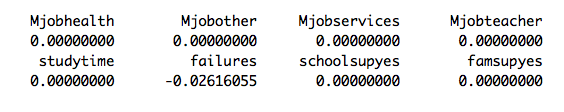 Mjobhealth Mjobother Mjobservices Mjobteacher
0.00000000 0.00000000 0.00000000 0.00000000
studytime failures schoolsupyes famsupyes
0.00000000 -0.02616055 0.00000000 0.00000000